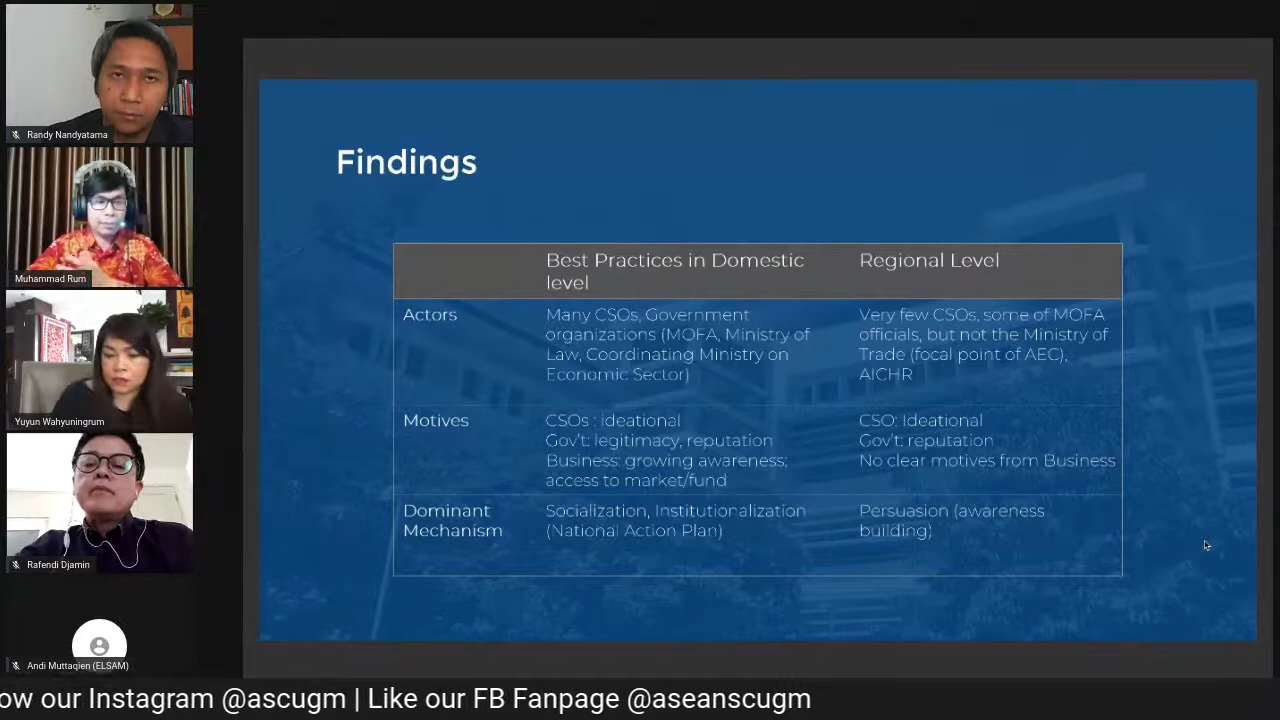 Randy Nandyatama
Muhammad Rum
Yuyun Wahyuningrum
Rafendi Djamin
Andi Muttaqien (ELSAM)
Findings
Best Practices in Domestic
level
Regional Level
Actors
Many CSOs, Government
organizations (MOFA, Ministry of
Law, Coordinating Ministry on
Economic Sector)
Very few CSOs, some of MOFA
officials, but not the Ministry of
Trade (focal point of AEC),
AICHR
Motives
CSOs : ideational
Gov't: legitimacy, reputation
Business: growing awareness;
access to market/fund
CSO: Ideational
Gov't: reputation
No clear motives from Business
Dominant
Mechanism
Socialization, Institutionalization
(National Action Plan)
Persuasion (awareness
building)
ow our Instagram @ascugm | Like our FB Fanpage @aseanscugm